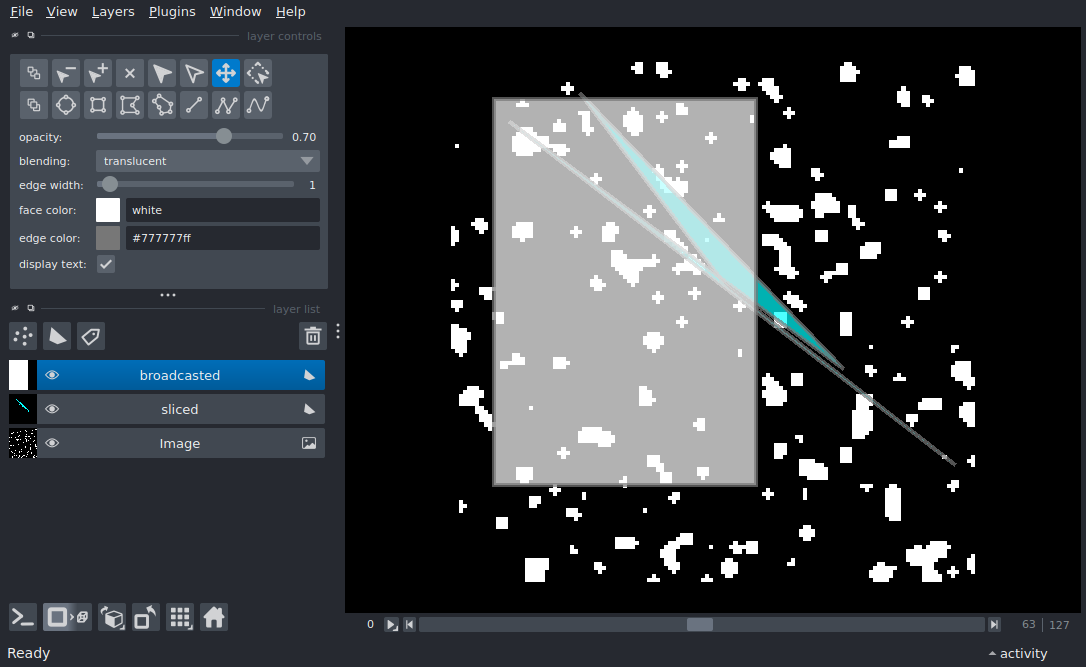 File View Layers Plugins Window Help
layer controls
opacity: 0.70
blending: translucent
edge width: 1
face color: white
edge color: #777777ff
display text:
layer list
broadcasted
sliced
Image
0 63 127
Ready activity